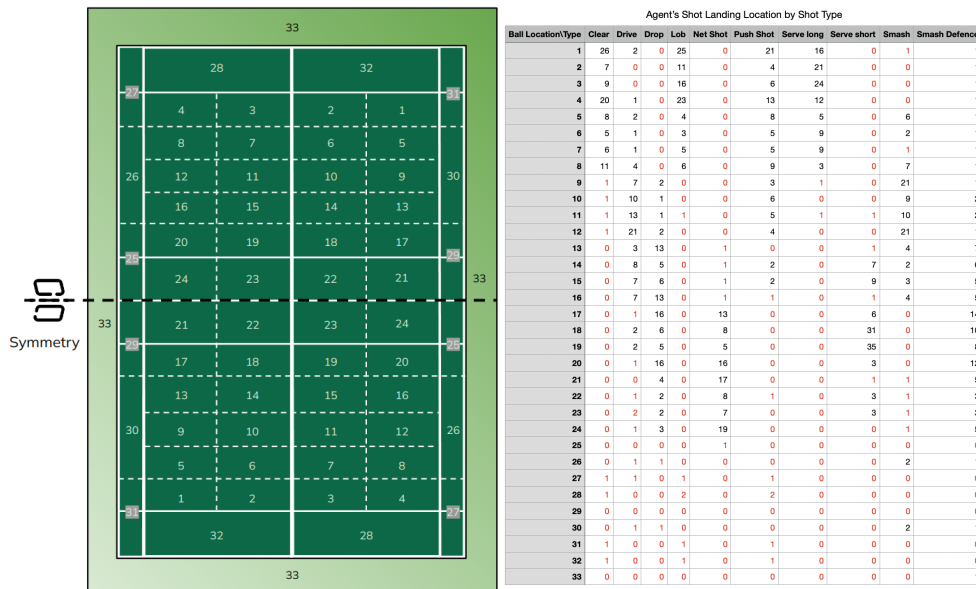 33
28 32
27 31
4 3 2 1
8 7 6 5
26 12 11 10 9 30
16 15 14 13
20 19 18 17
25 29
24 23 22 21
33
Symmetry
33
21 22 23 24
29 25
17 18 19 20
13 14 15 16
30 9 10 11 12 26
5 6 7 8
1 2 3 4
31 27
32 28
33
Agent's Shot Landing Location by Shot Type
Ball Location\Type Clear Drive Drop Lob Net Shot Push Shot Serve long Serve short Smash Smash Defence
1 26 2 0 25 0 21 16 0 1
2 7 0 0 11 0 4 21 0 0
3 9 0 0 16 0 6 24 0 0
4 20 1 0 23 0 13 12 0 0
5 8 2 0 4 0 8 5 0 6
6 5 1 0 3 0 5 9 0 2
7 6 1 0 5 0 5 9 0 1
8 11 4 0 6 0 9 3 0 7
9 1 7 2 0 0 3 1 0 21
10 1 10 1 0 0 6 0 0 9
11 1 13 1 1 0 5 1 1 10
12 1 21 2 0 0 4 0 0 21
13 0 3 13 0 1 0 0 1 4
14 0 8 5 0 1 2 0 7 2
15 0 7 6 0 1 2 0 9 3
16 0 7 13 0 1 1 0 1 4
17 0 1 16 0 13 0 0 6 0
18 0 2 6 0 8 0 0 31 0
19 0 2 5 0 5 0 0 35 0
20 0 1 16 0 16 0 0 3 0
21 0 0 4 0 17 0 0 1 1
22 0 1 2 0 8 1 0 3 1
23 0 2 2 0 7 0 0 3 1
24 0 1 3 0 19 0 0 0 1
25 0 0 0 0 1 0 0 0 0
26 0 1 1 0 0 0 0 0 2
27 1 1 0 1 0 1 0 0 0
28 1 0 0 2 0 2 0 0 0
29 0 0 0 0 0 0 0 0 0
30 0 1 1 0 0 0 0 0 2
31 1 0 0 1 0 1 0 0 0
32 1 0 0 1 0 1 0 0 0
33 0 0 0 0 0 0 0 0 0